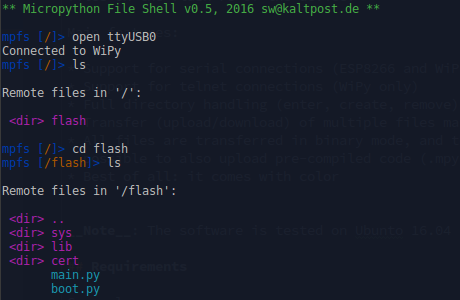 ** Micropython File Shell v0.5, 2016 sw@kaltpost.de **
mpfs [/]> open ttyUSB0
Connected to WiPy
mpfs [/]> ls
Remote files in '/':
<dir> flash
mpfs [/]> cd flash
mpfs [/flash]> ls
Remote files in '/flash':
<dir> ..
<dir> sys
<dir> lib
<dir> cert
main.py
boot.py